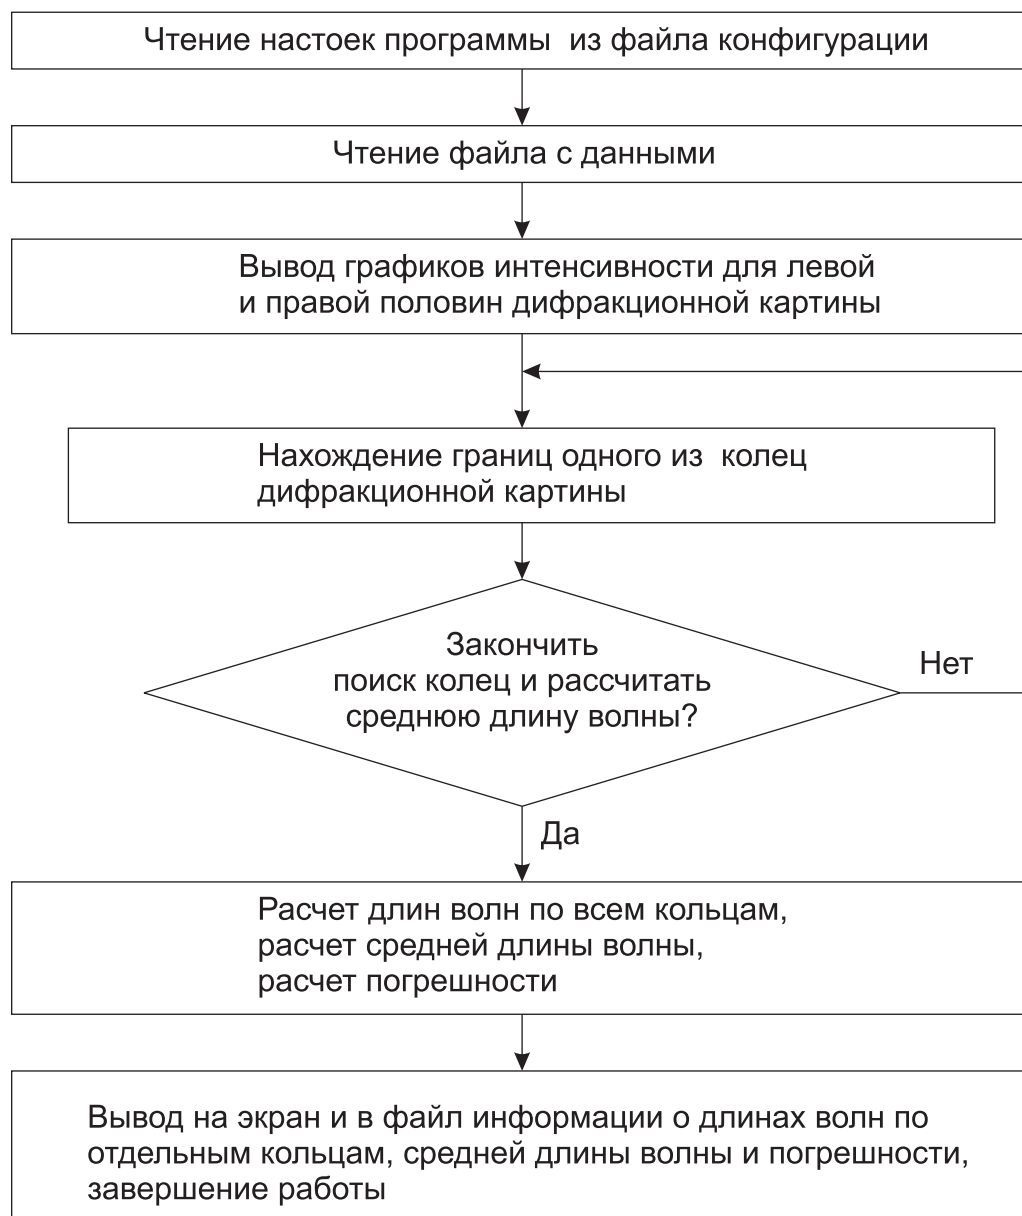 Чтение настоек программы из файла конфигурации
Чтение файла с данными
Вывод графиков интенсивности для левой
и правой половин дифракционной картины
Нахождение границ одного из колец
дифракционной картины
Закончить
поиск колец и рассчитать
среднюю длину волны?
Нет
Да
Расчет длин волн по всем кольцам,
расчет средней длины волны,
расчет погрешности
Вывод на экран и в файл информации о длинах волн по
отдельным кольцам, средней длины волны и погрешности,
завершение работы